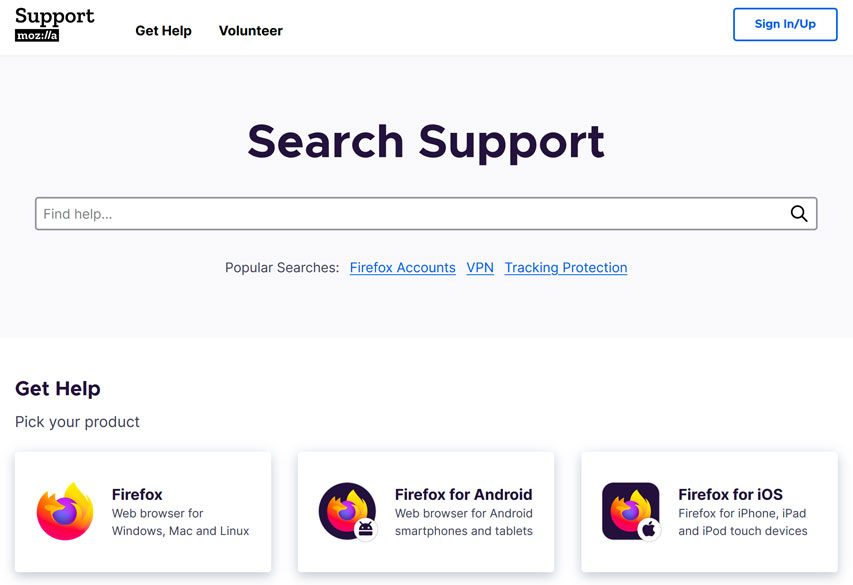 Support
moz://a
Get Help
Volunteer
Sign In/Up
Search Support
Find help...
Popular Searches: Firefox Accounts VPN Tracking Protection
Get Help
Pick your product
Firefox
Web browser for
Windows, Mac and Linux
Firefox for Android
Web browser for Android
smartphones and tablets
Firefox for iOS
Firefox for iPhone, iPad
and iPod touch devices